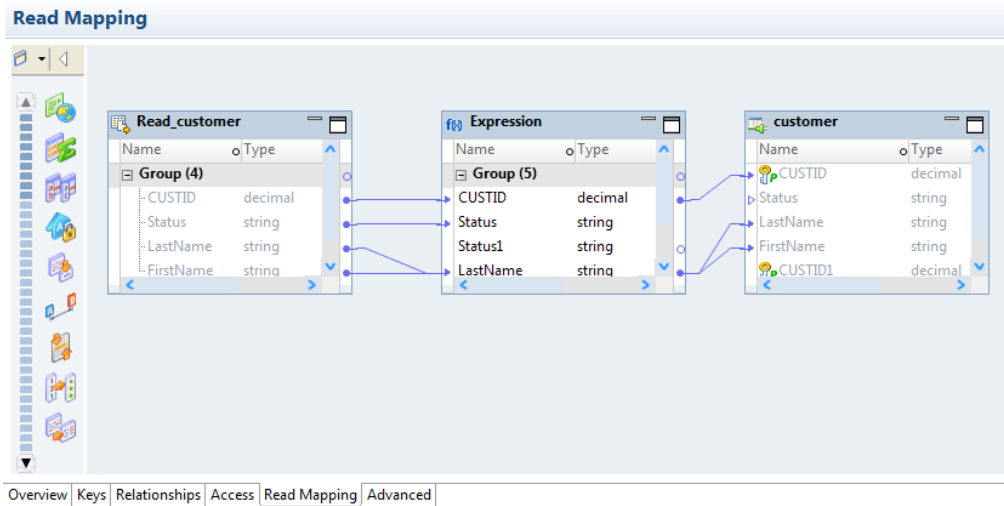 Read Mapping
Read_customer
Name Type
Group (4)
CUSTID decimal
Status string
LastName string
FirstName string
f(x) Expression
Name Type
Group (5)
CUSTID decimal
Status string
Status1 string
LastName string
customer
Name Type
CUSTID decimal
Status string
LastName string
FirstName string
CUSTID1 decimal
Overview Keys Relationships Access Read Mapping Advanced